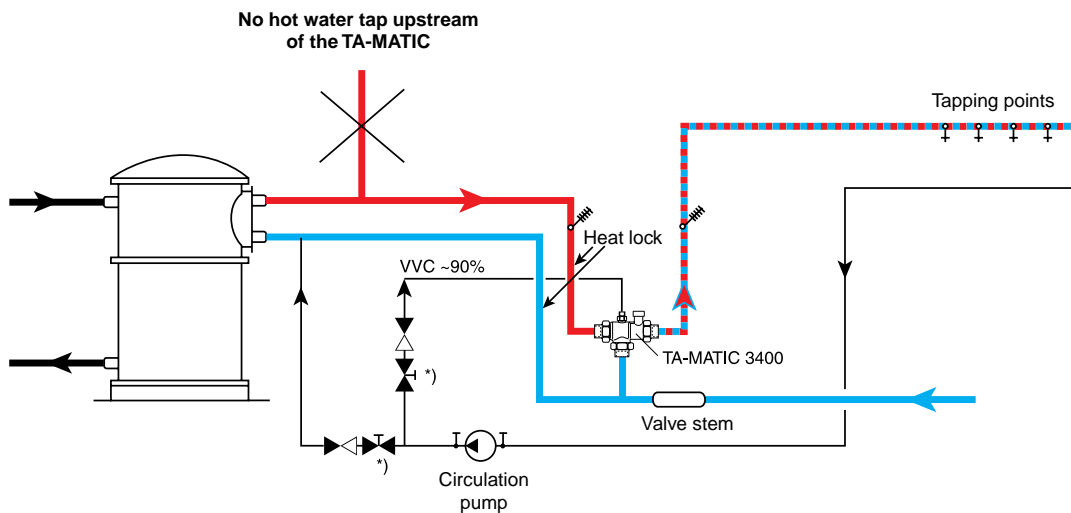 No hot water tap upstream
of the TA-MATIC
Tapping points
Heat lock
VVC ~90%
TA-MATIC 3400
*)
Valve stem
*)
Circulation
pump